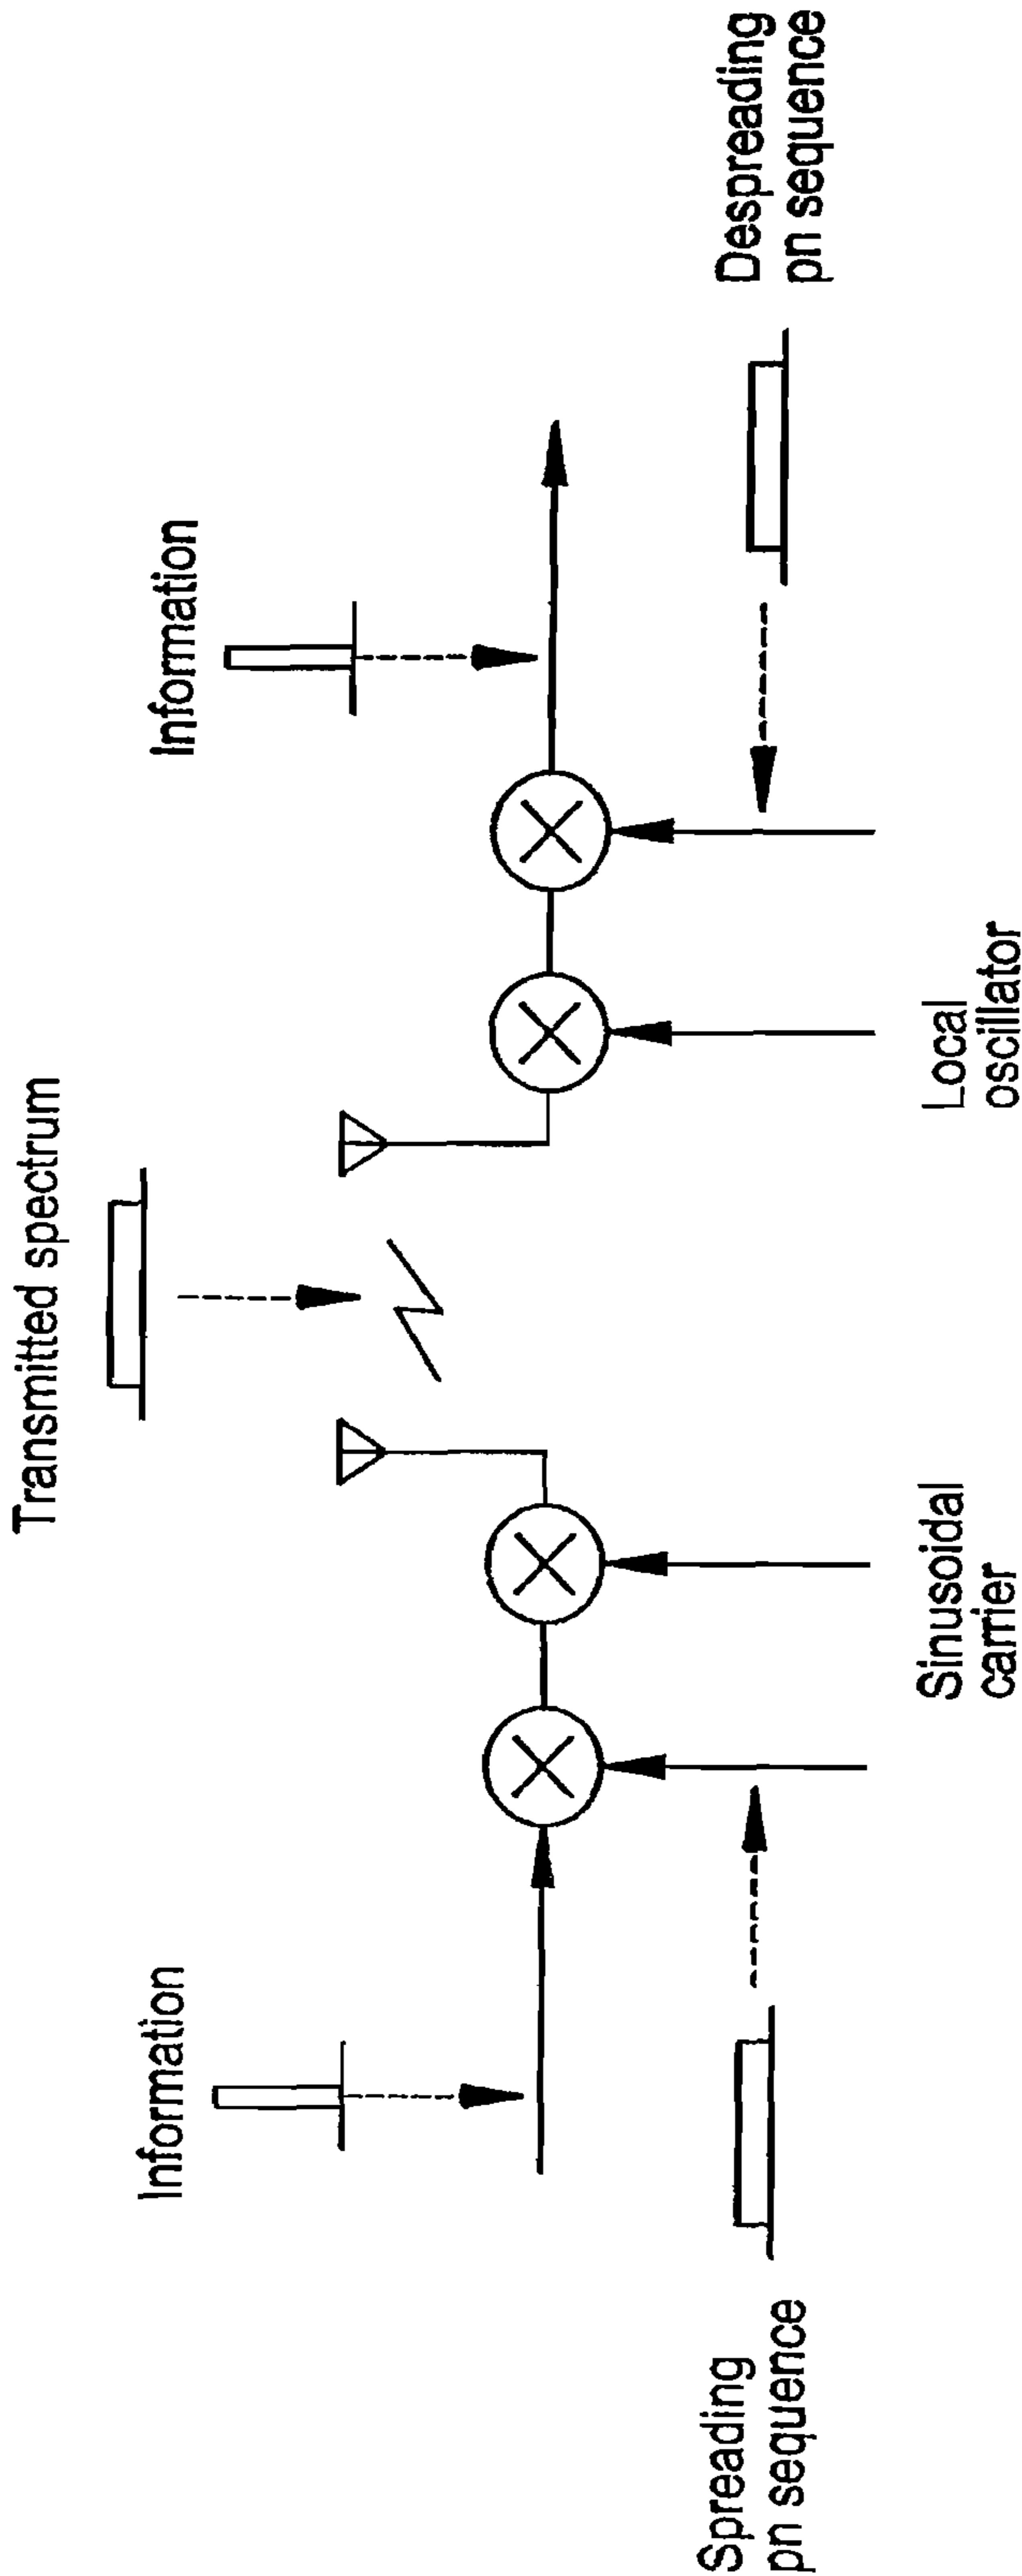 Transmitted spectrum
Information
Information
Spreading
pn sequence
Sinusoidal
carrier
Local
oscillator
Despreading
pn sequence